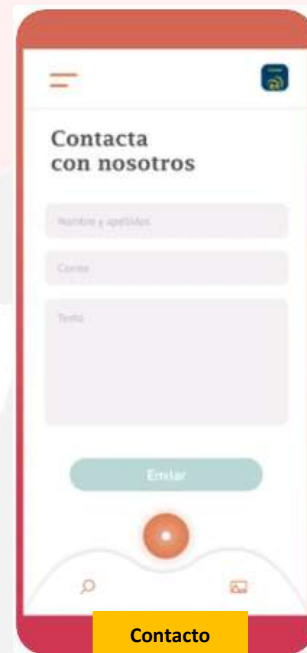 Contacta
con nosotros
Nombre y apellidos
Correo
Texto
Enviar
Contacto